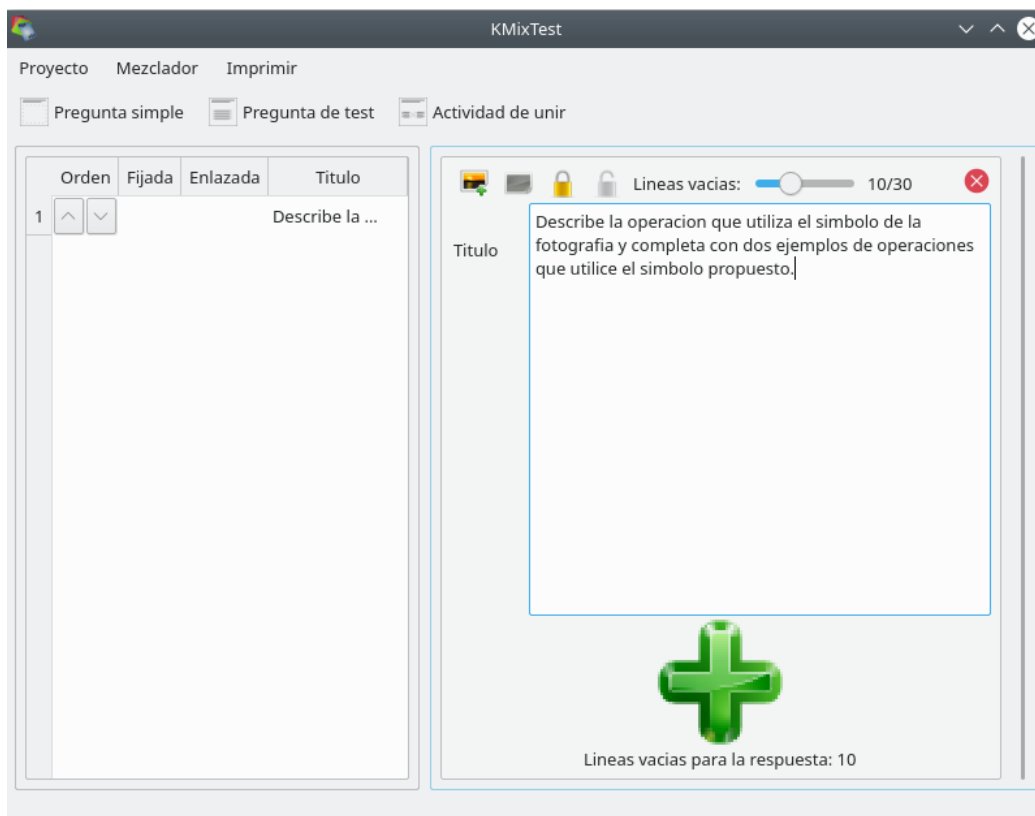 KMixTest
Proyecto Mezclador Imprimir
Pregunta simple Pregunta de test Actividad de unir
Orden Fijada Enlazada Titulo
1 Describe la ...
Lineas vacias: 10/30
Titulo
Describe la operacion que utiliza el simbolo de la
fotografia y completa con dos ejemplos de operaciones
que utilice el simbolo propuesto.
Lineas vacias para la respuesta: 10